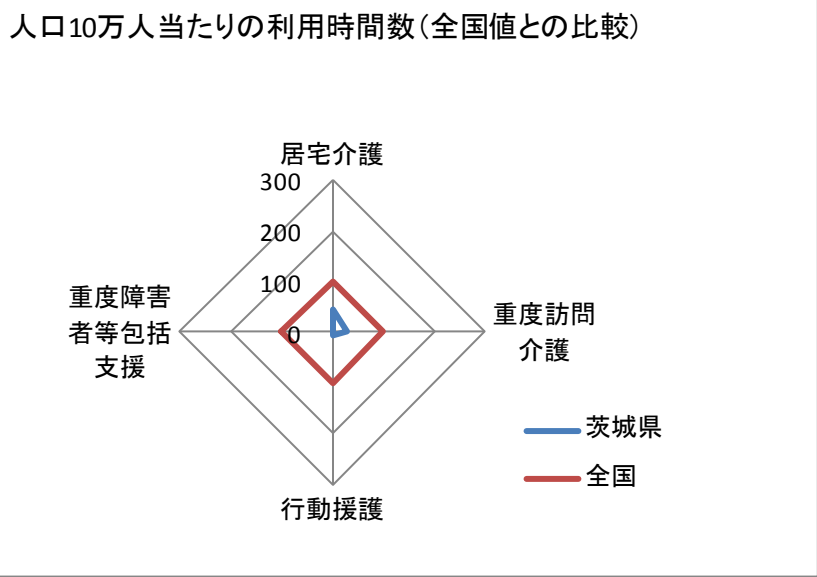 人口10万人当たりの利用時間数（全国値との比較）
居宅介護
300
200
100
0
重度障害
者等包括
支援
重度訪問
介護
行動援護
茨城県
全国